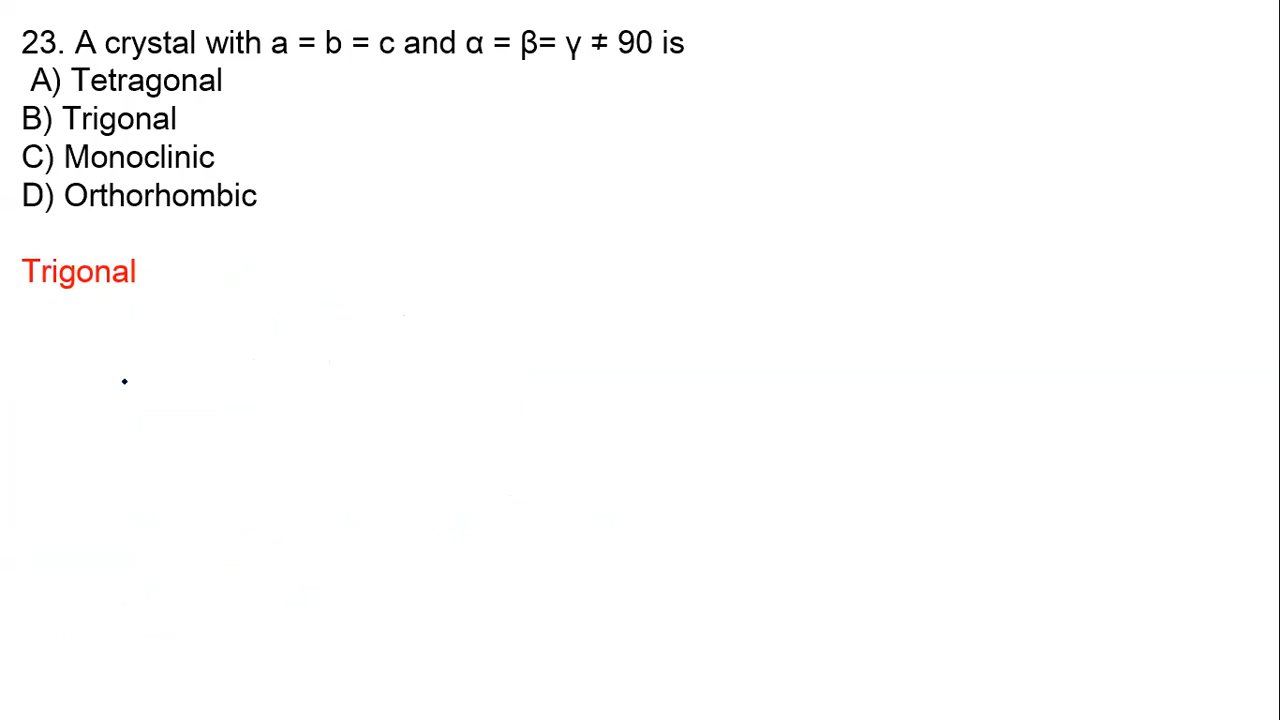 23. A crystal with a = b = c and α = β= γ ≠ 90 is
A) Tetragonal
B) Trigonal
C) Monoclinic
D) Orthorhombic
Trigonal